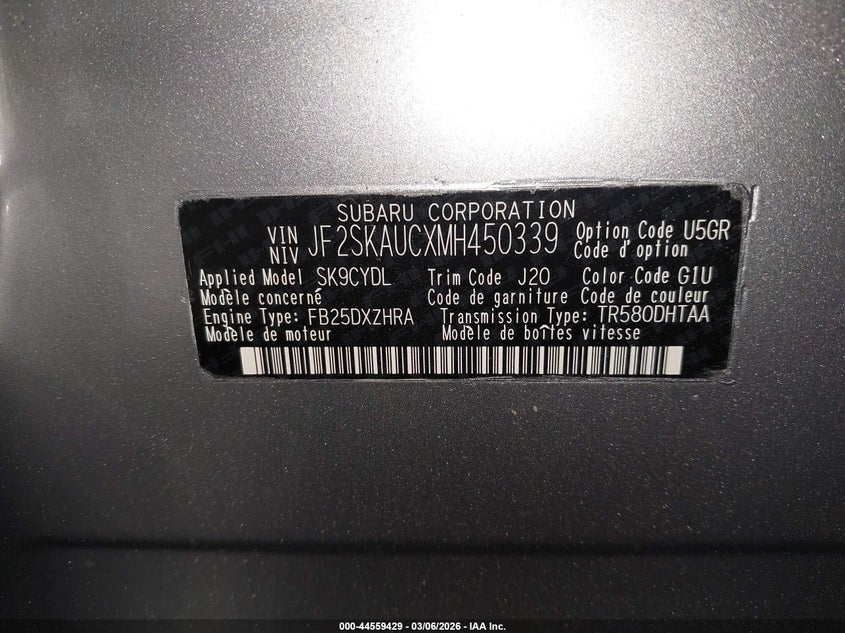 SUBARU CORPORATION
VIN NIV JF2SKAUCXMH450339 Option Code U5GR
Code d'option
Applied Model SK9CYDL Trim Code J20 Color Code G1U
Modèle concerné Code de garniture Code de couleur
Engine Type: FB25DXZHRA Transmission Type: TR580DHTAA
Modèle de moteur Modèle de boîtes vitesse
000-44559429 - 03/06/2026 - IAA Inc.